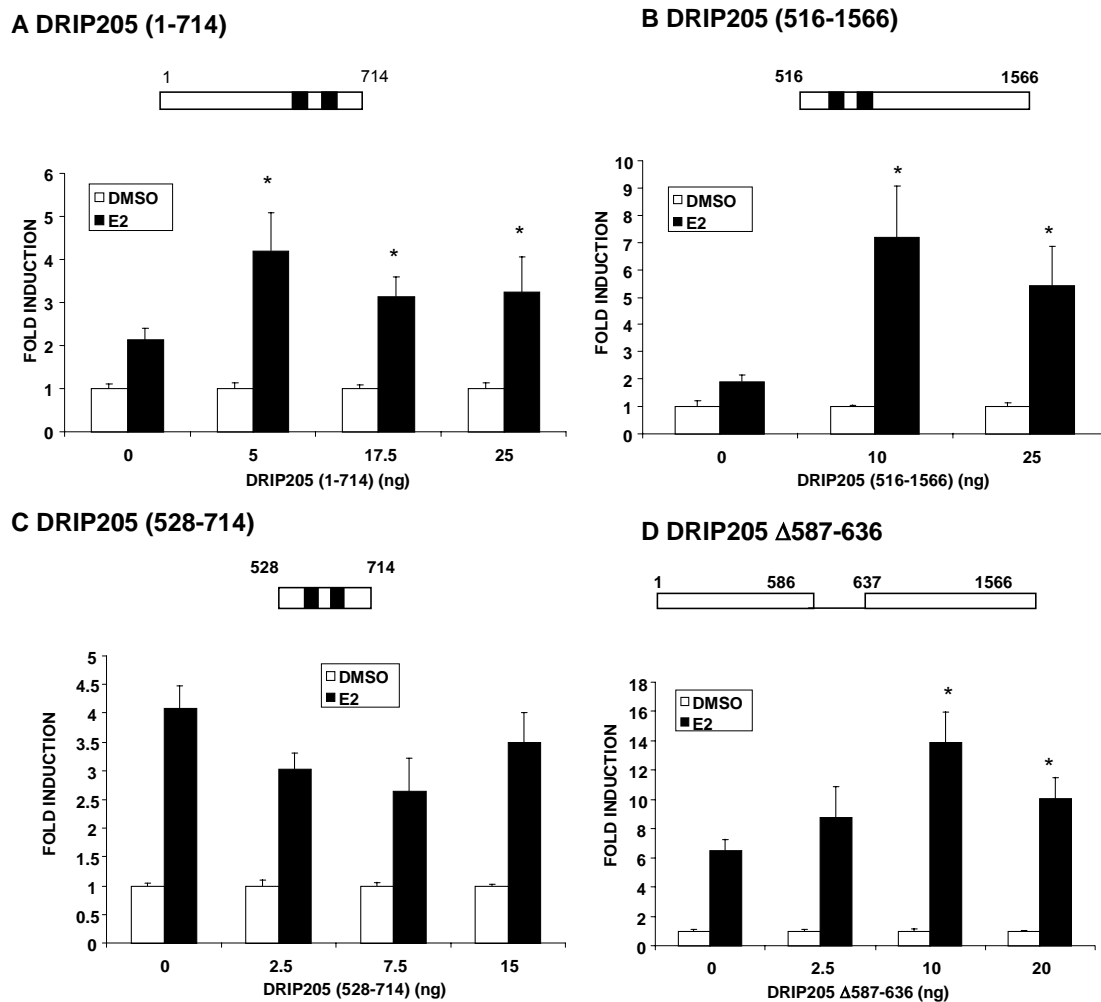 A DRIP205 (1-714)
1 714
6
5
4
3
2
1
0
FOLD INDUCTION
DMSO
E2
*
*
*
0 5 17.5 25
DRIP205 (1-714) (ng)
B DRIP205 (516-1566)
516 1566
10
9
8
7
6
5
4
3
2
1
0
FOLD INDUCTION
DMSO
E2
*
*
0 10 25
DRIP205 (516-1566) (ng)
C DRIP205 (528-714)
528 714
5
4.5
4
3.5
3
2.5
2
1.5
1
0.5
0
FOLD INDUCTION
DMSO
E2
0 2.5 7.5 15
DRIP205 (528-714) (ng)
D DRIP205 Δ587-636
1 586 637 1566
18
16
14
12
10
8
6
4
2
0
FOLD INDUCTION
DMSO
E2
*
*
0 2.5 10 20
DRIP205 Δ587-636 (ng)